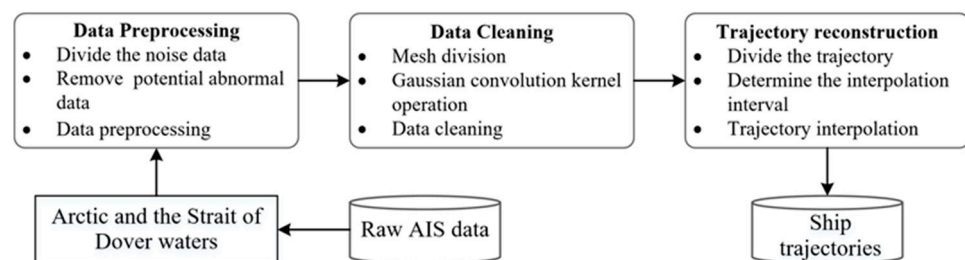 Data Preprocessing
• Divide the noise data
• Remove potential abnormal
data
• Data preprocessing
Data Cleaning
• Mesh division
• Gaussian convolution kernel
operation
• Data cleaning
Trajectory reconstruction
• Divide the trajectory
• Determine the interpolation
interval
• Trajectory interpolation
Arctic and the Strait of
Dover waters
Raw AIS data
Ship
trajectories